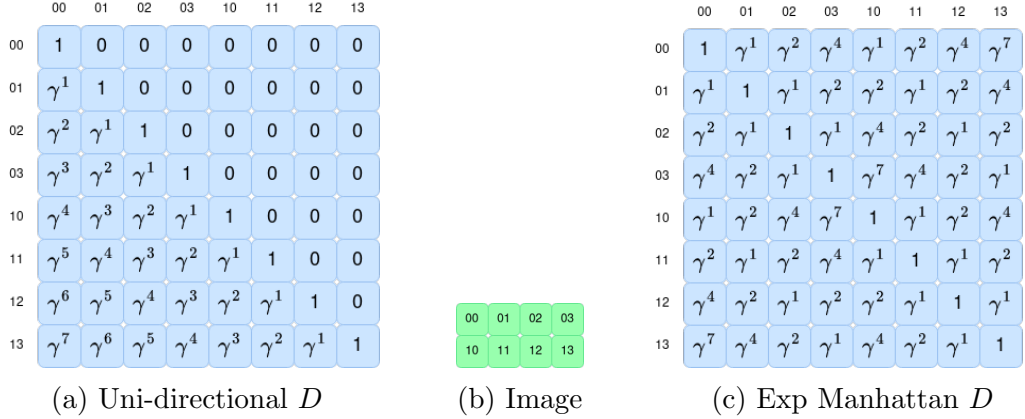 00 01 02 03 10 11 12 13
00 1 0 0 0 0 0 0 0
01 γ¹ 1 0 0 0 0 0 0
02 γ² γ¹ 1 0 0 0 0 0
03 γ³ γ² γ¹ 1 0 0 0 0
10 γ⁴ γ³ γ² γ¹ 1 0 0 0
11 γ⁵ γ⁴ γ³ γ² γ¹ 1 0 0
12 γ⁶ γ⁵ γ⁴ γ³ γ² γ¹ 1 0
13 γ⁷ γ⁶ γ⁵ γ⁴ γ³ γ² γ¹ 1
(a) Uni-directional D
00 01 02 03
10 11 12 13
(b) Image
00 01 02 03 10 11 12 13
00 1 γ¹ γ² γ⁴ γ¹ γ² γ⁴ γ⁷
01 γ¹ 1 γ¹ γ² γ² γ¹ γ² γ⁴
02 γ² γ¹ 1 γ¹ γ⁴ γ² γ¹ γ²
03 γ⁴ γ² γ¹ 1 γ⁷ γ⁴ γ² γ¹
10 γ¹ γ² γ⁴ γ⁷ 1 γ¹ γ² γ⁴
11 γ² γ¹ γ² γ⁴ γ¹ 1 γ¹ γ²
12 γ⁴ γ² γ¹ γ² γ² γ¹ 1 γ¹
13 γ⁷ γ⁴ γ² γ¹ γ⁴ γ² γ¹ 1
(c) Exp Manhattan D